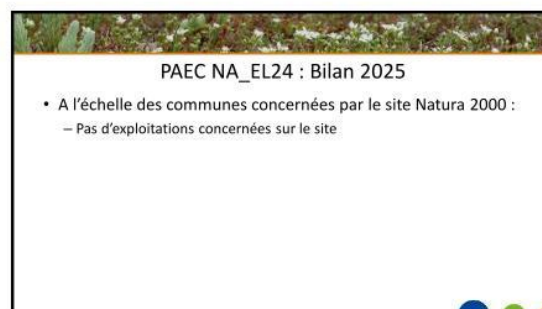 PAEC NA_EL24 : Bilan 2025
• A l'échelle des communes concernées par le site Natura 2000 :
– Pas d'exploitations concernées sur le site